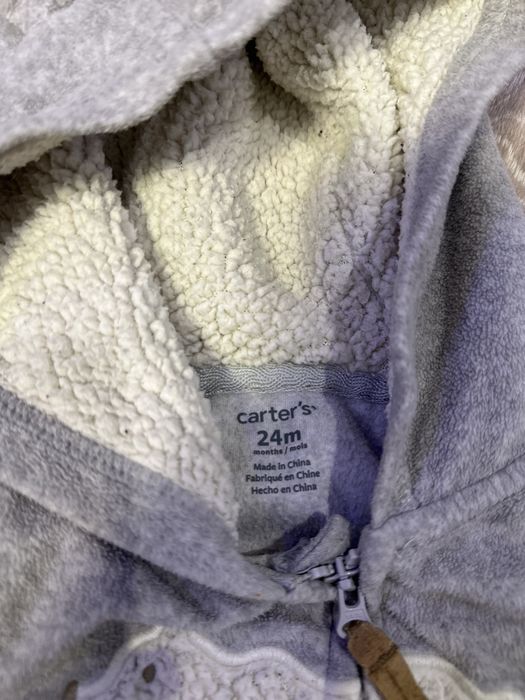 carter's
24m
months / mois
Made in China
Fabriqué en Chine
Hecho en China